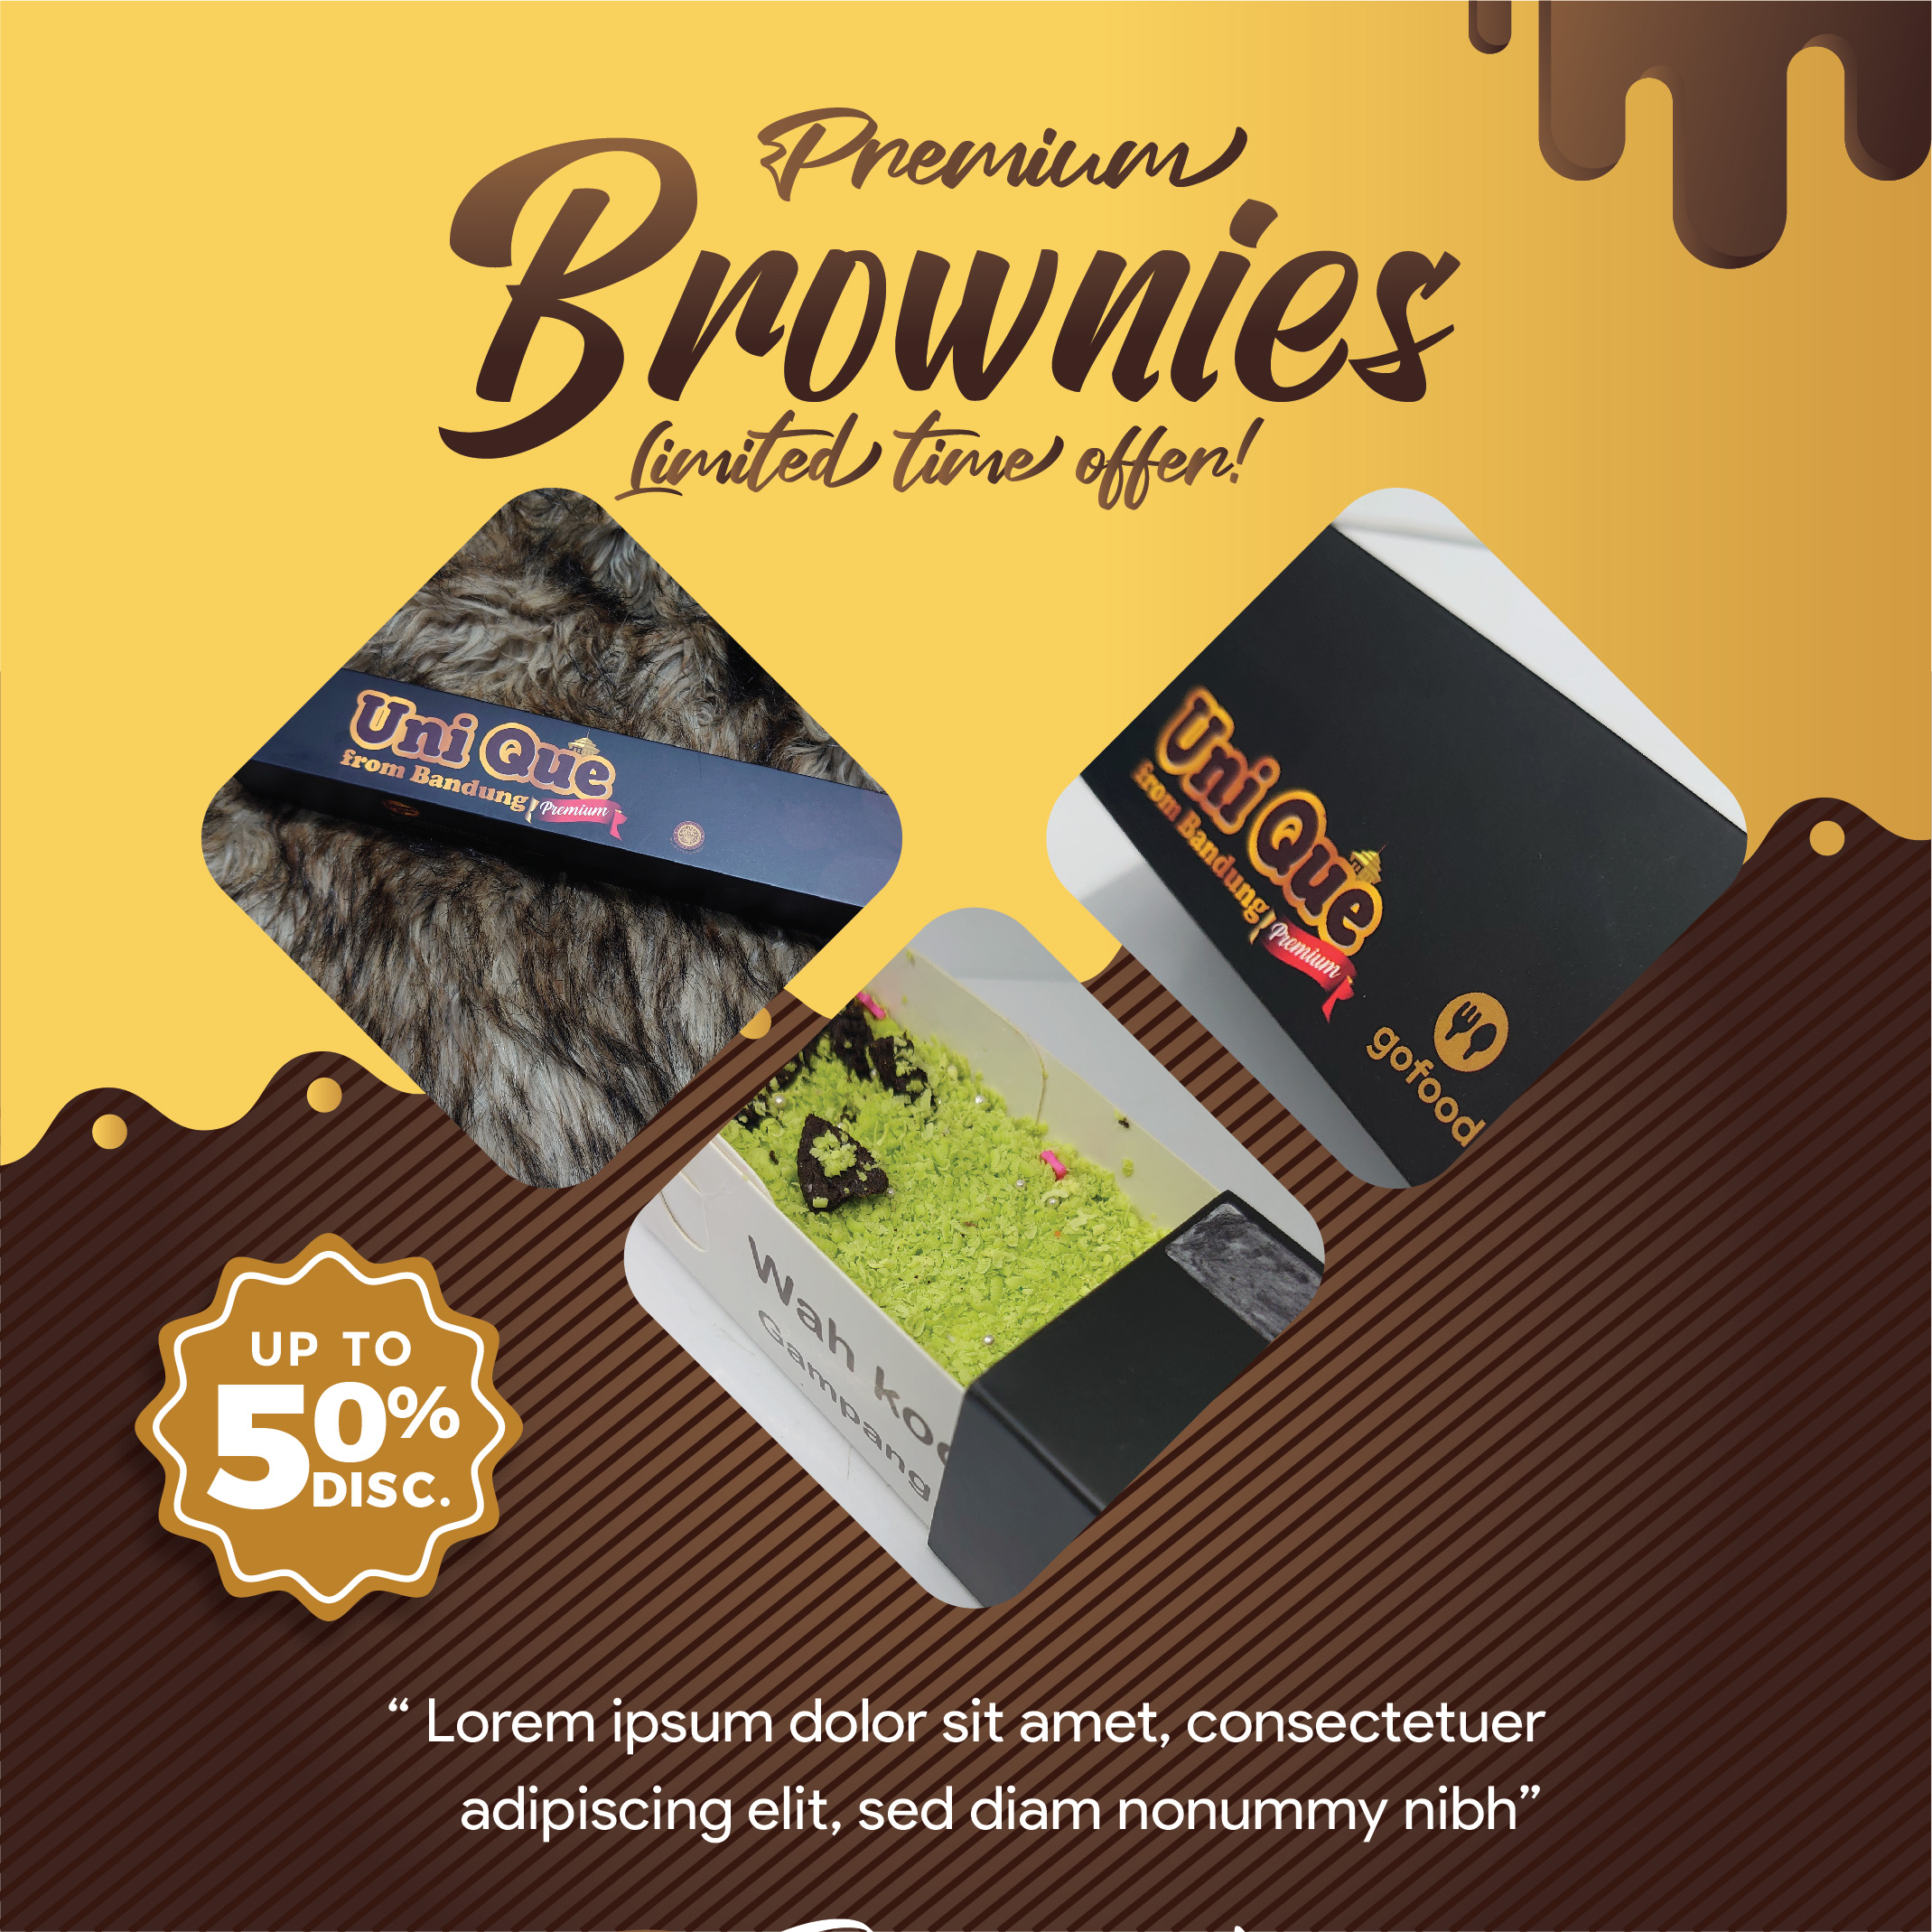 Premium
Brownies
Limited time offer!
Uni Que
from Bandung
Premium
Uni Que
from Bandung
Premium
gofood
Wah
Gampang
UP TO
50%
DISC.
“ Lorem ipsum dolor sit amet, consectetuer
adipiscing elit, sed diam nonummy nibh”